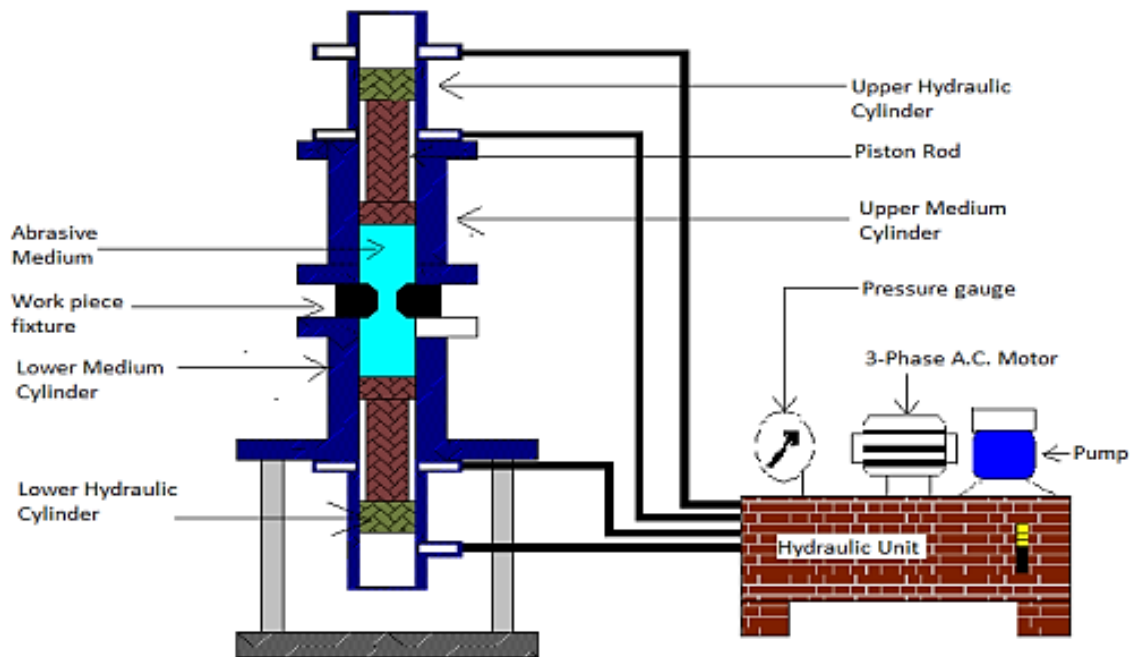 Upper Hydraulic
Cylinder
Piston Rod
Upper Medium
Cylinder
Abrasive
Medium
Work piece
fixture
Lower Medium
Cylinder
Lower Hydraulic
Cylinder
Pressure gauge
3-Phase A.C. Motor
Pump
Hydraulic Unit